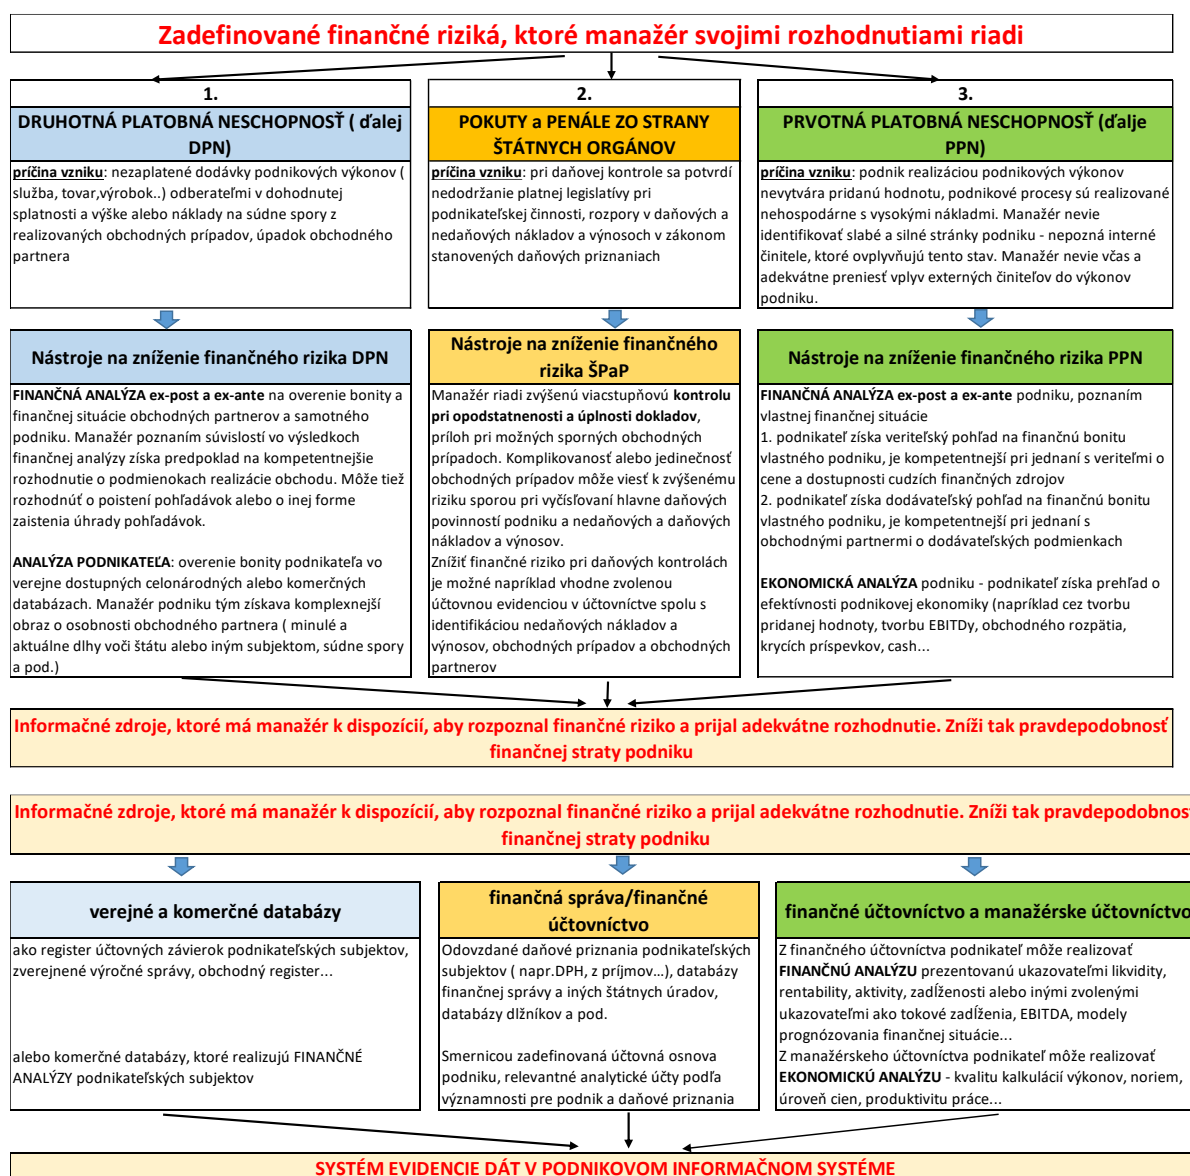 Zadefinované finančné riziká, ktoré manažér svojimi rozhodnutiami riadi
1.
DRUHOTNÁ PLATOBNÁ NESCHOPNOSŤ ( ďalej
DPN)
príčina vzniku: nezaplatené dodávky podnikových výkonov (
služba, tovar,výrobok..) odberateľmi v dohodnutej
splatnosti a výške alebo náklady na súdne spory z
realizovaných obchodných prípadov, úpadok obchodného
partnera
2.
POKUTY a PENÁLE ZO STRANY
ŠTÁTNYCH ORGÁNOV
príčina vzniku: pri daňovej kontrole sa potvrdí
nedodržanie platnej legislatívy pri
podnikateľskej činnosti, rozpory v daňových a
nedaňových nákladov a výnosoch v zákonom
stanovených daňových priznaniach
3.
PRVOTNÁ PLATOBNÁ NESCHOPNOSŤ (ďalje
PPN)
príčina vzniku: podnik realizáciou podnikových výkonov
nevytvára pridanú hodnotu, podnikové procesy sú realizované
nehospodárne s vysokými nákladmi. Manažér nevie
identifikovať slabé a silné stránky podniku - nepozná interné
činitele, ktoré ovplyvňujú tento stav. Manažér nevie včas a
adekvátne preniesť vplyv externých činiteľov do výkonov
podniku.
Nástroje na zníženie finančného rizika DPN
FINANČNÁ ANALÝZA ex-post a ex-ante na overenie bonity a
finančnej situácie obchodných partnerov a samotného
podniku. Manažér poznaním súvislostí vo výsledkoch
finančnej analýzy získa predpoklad na kompetentnejšie
rozhodnutie o podmienokach realizácie obchodu. Môže tiež
rozhodnúť o poistení pohľadávok alebo o inej forme
zaistenia úhrady pohľadávok.
ANALÝZA PODNIKATEĽA: overenie bonity podnikateľa vo
verejne dostupných celonárodných alebo komerčných
databázach. Manažér podniku tým získava komplexnejší
obraz o osobnosti obchodného partnera ( minulé a
aktuálne dlhy voči štátu alebo iným subjektom, súdne spory
a pod.)
Nástroje na zníženie finančného
rizika ŠPaP
Manažér riadi zvýšenú viacstupňovú kontrolu
pri opodstatnenosti a úplnosti dokladov,
príloh pri možných sporných obchodných
prípadoch. Komplikovanosť alebo jedinečnosť
obchodných prípadov môže viesť k zvýšenému
riziku sporou pri vyčísľovaní hlavne daňových
povinností podniku a nedaňových a daňových
nákladov a výnosov.
Znížiť finančné riziko pri daňových kontrolách
je možné napríklad vhodne zvolenou
účtovnou evidenciou v účtovníctve spolu s
identifikáciou nedaňových nákladov a
výnosov, obchodných prípadov a obchodných
partnerov
Nástroje na zníženie finančného rizika PPN
FINANČNÁ ANALÝZA ex-post a ex-ante podniku, poznaním
vlastnej finančnej situácie
1. podnikateľ získa veriteľský pohľad na finančnú bonitu
vlastného podniku, je kompetentnejší pri jednaní s veriteľmi o
cene a dostupnosti cudzích finančných zdrojov
2. podnikateľ získa dodávateľský pohľad na finančnú bonitu
vlastného podniku, je kompetentnejší pri jednaní s
obchodnými partnermi o dodávateľských podmienkach
EKONOMICKÁ ANALÝZA podniku - podnikateľ získa prehľad o
efektívnosti podnikovej ekonomiky (napríklad cez tvorbu
pridanej hodnoty, tvorbu EBITDy, obchodného rozpätia,
krycích príspevkov, cash...
Informačné zdroje, ktoré má manažér k dispozícií, aby rozpoznal finančné riziko a prijal adekvátne rozhodnutie. Zníži tak pravdepodobnosť
finančnej straty podniku
Informačné zdroje, ktoré má manažér k dispozícií, aby rozpoznal finančné riziko a prijal adekvátne rozhodnutie. Zníži tak pravdepodobnost
finančnej straty podniku
verejné a komerčné databázy
ako register účtovných závierok podnikateľských subjektov,
zverejnené výročné správy, obchodný register...
alebo komerčné databázy, ktoré realizujú FINANČNÉ
ANALÝZY podnikateľských subjektov
finančná správa/finančné
účtovníctvo
Odovzdané daňové priznania podnikateľských
subjektov ( napr.DPH, z príjmov…), databázy
finančnej správy a iných štátnych úradov,
databázy dlžníkov a pod.
Smernicou zadefinovaná účtovná osnova
podniku, relevantné analytické účty podľa
významnosti pre podnik a daňové priznania
finančné účtovníctvo a manažérske účtovníctvo
Z finančného účtovníctva podnikateľ môže realizovať
FINANČNÚ ANALÝZU prezentovanú ukazovateľmi likvidity,
rentability, aktivity, zadĺženosti alebo inými zvolenými
ukazovateľmi ako tokové zadĺženia, EBITDA, modely
prognózovania finančnej situácie...
Z manažérskeho účtovníctva podnikateľ môže realizovať
EKONOMICKÚ ANALÝZU - kvalitu kalkulácií výkonov, noriem,
úroveň cien, produktivitu práce...
SYSTÉM EVIDENCIE DÁT V PODNIKOVOM INFORMAČNOM SYSTÉME